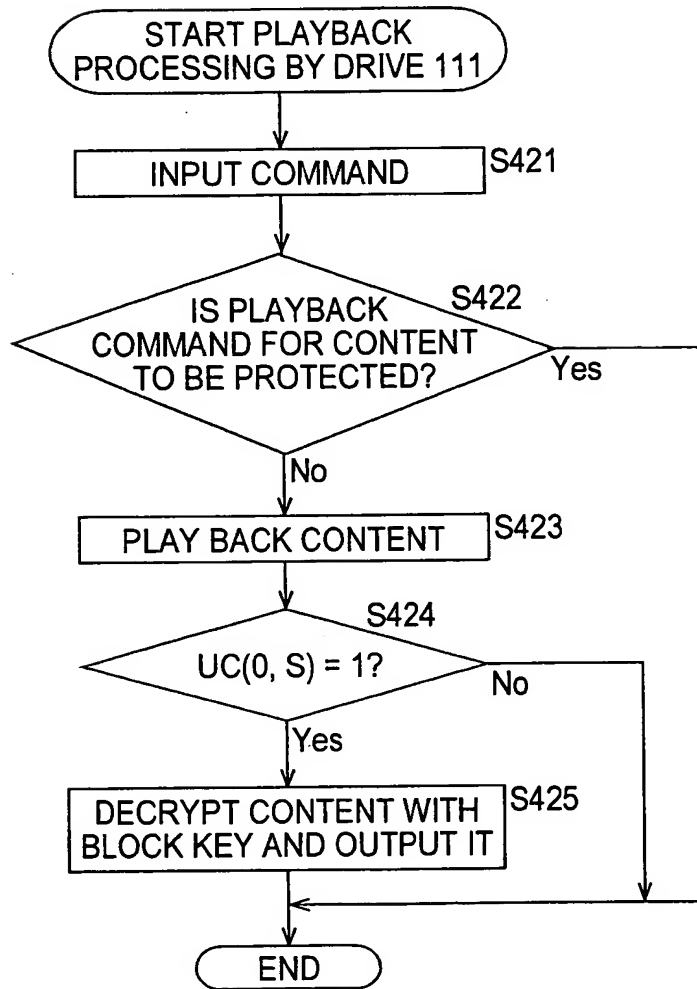 START PLAYBACK
PROCESSING BY DRIVE 111
INPUT COMMAND
S421
S422
IS PLAYBACK
COMMAND FOR CONTENT
TO BE PROTECTED?
Yes
No
PLAY BACK CONTENT
S423
S424
UC(0, S) = 1?
No
Yes
DECRYPT CONTENT WITH
BLOCK KEY AND OUTPUT IT
S425
END